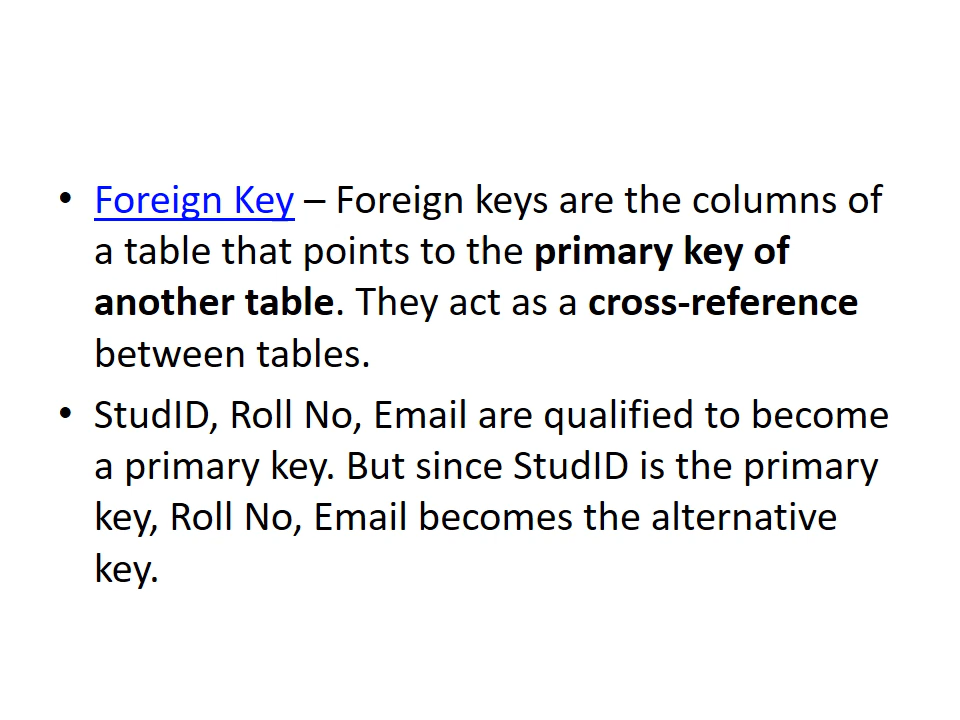 • Foreign Key – Foreign keys are the columns of
a table that points to the primary key of
another table. They act as a cross-reference
between tables.
• StudID, Roll No, Email are qualified to become
a primary key. But since StudID is the primary
key, Roll No, Email becomes the alternative
key.